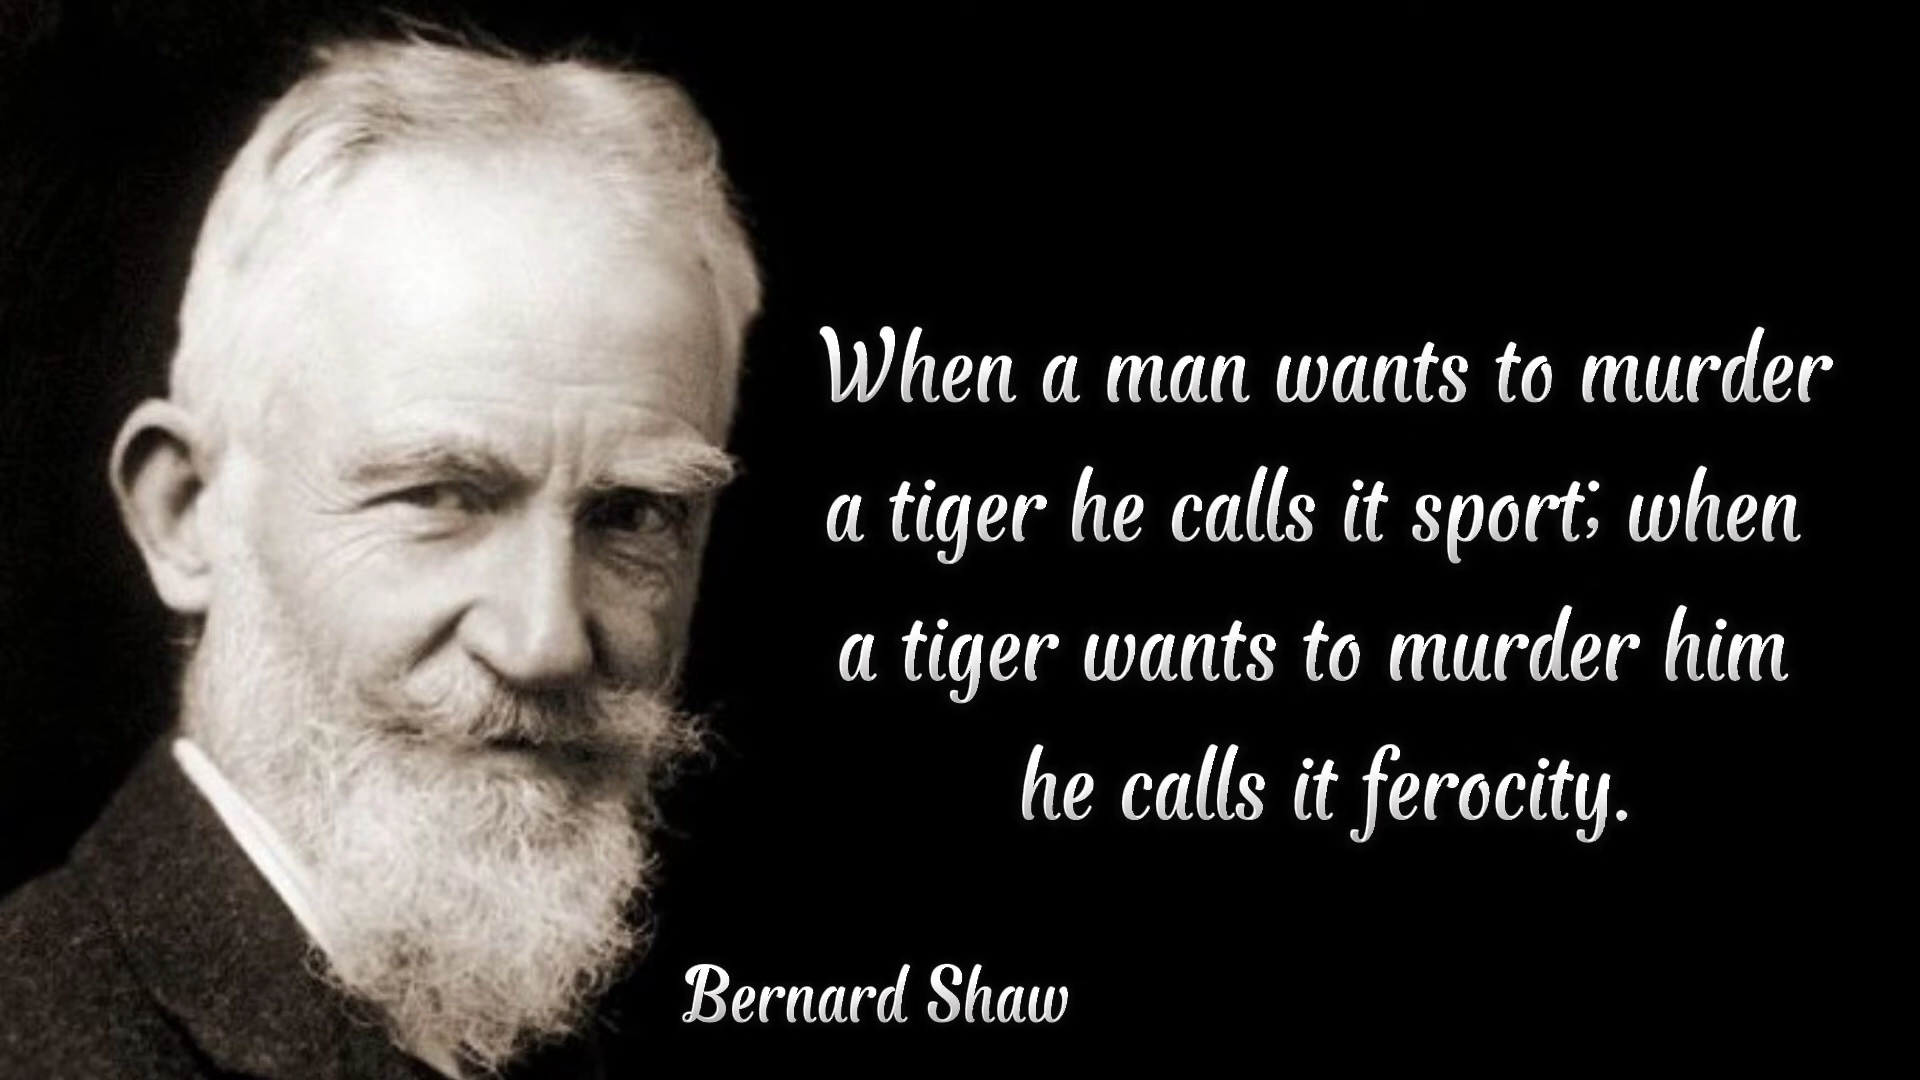 When a man wants to murder
a tiger he calls it sport; when
a tiger wants to murder him
he calls it ferocity.
Bernard Shaw